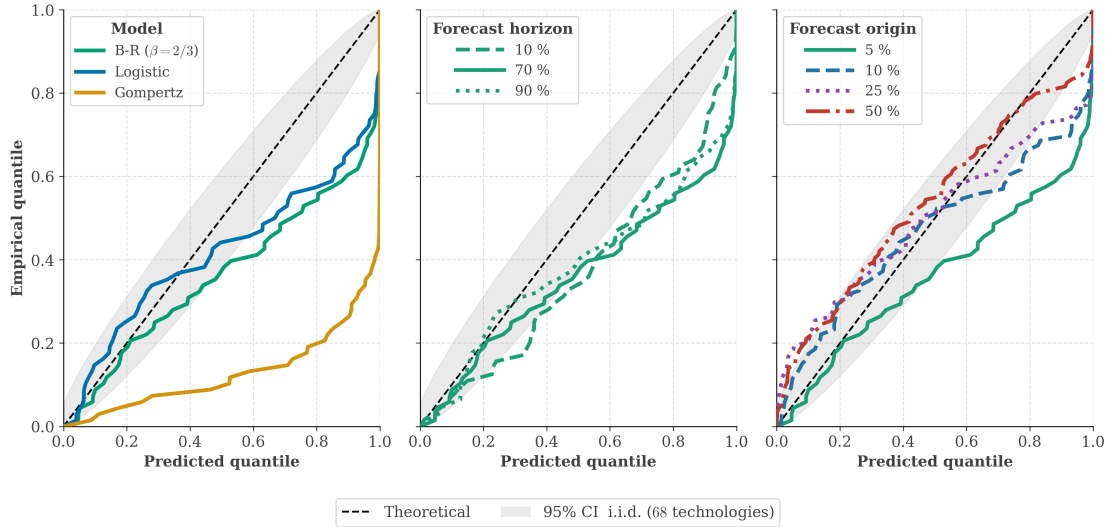 Model
B-R (β = 2/3)
Logistic
Gompertz
Forecast horizon
10 %
70 %
90 %
Forecast origin
5 %
10 %
25 %
50 %
Empirical quantile
1.0
0.8
0.6
0.4
0.2
0.0
0.0 0.2 0.4 0.6 0.8 1.0
0.0 0.2 0.4 0.6 0.8 1.0
0.0 0.2 0.4 0.6 0.8 1.0
Predicted quantile
Predicted quantile
Predicted quantile
Theoretical
95% CI i.i.d. (68 technologies)